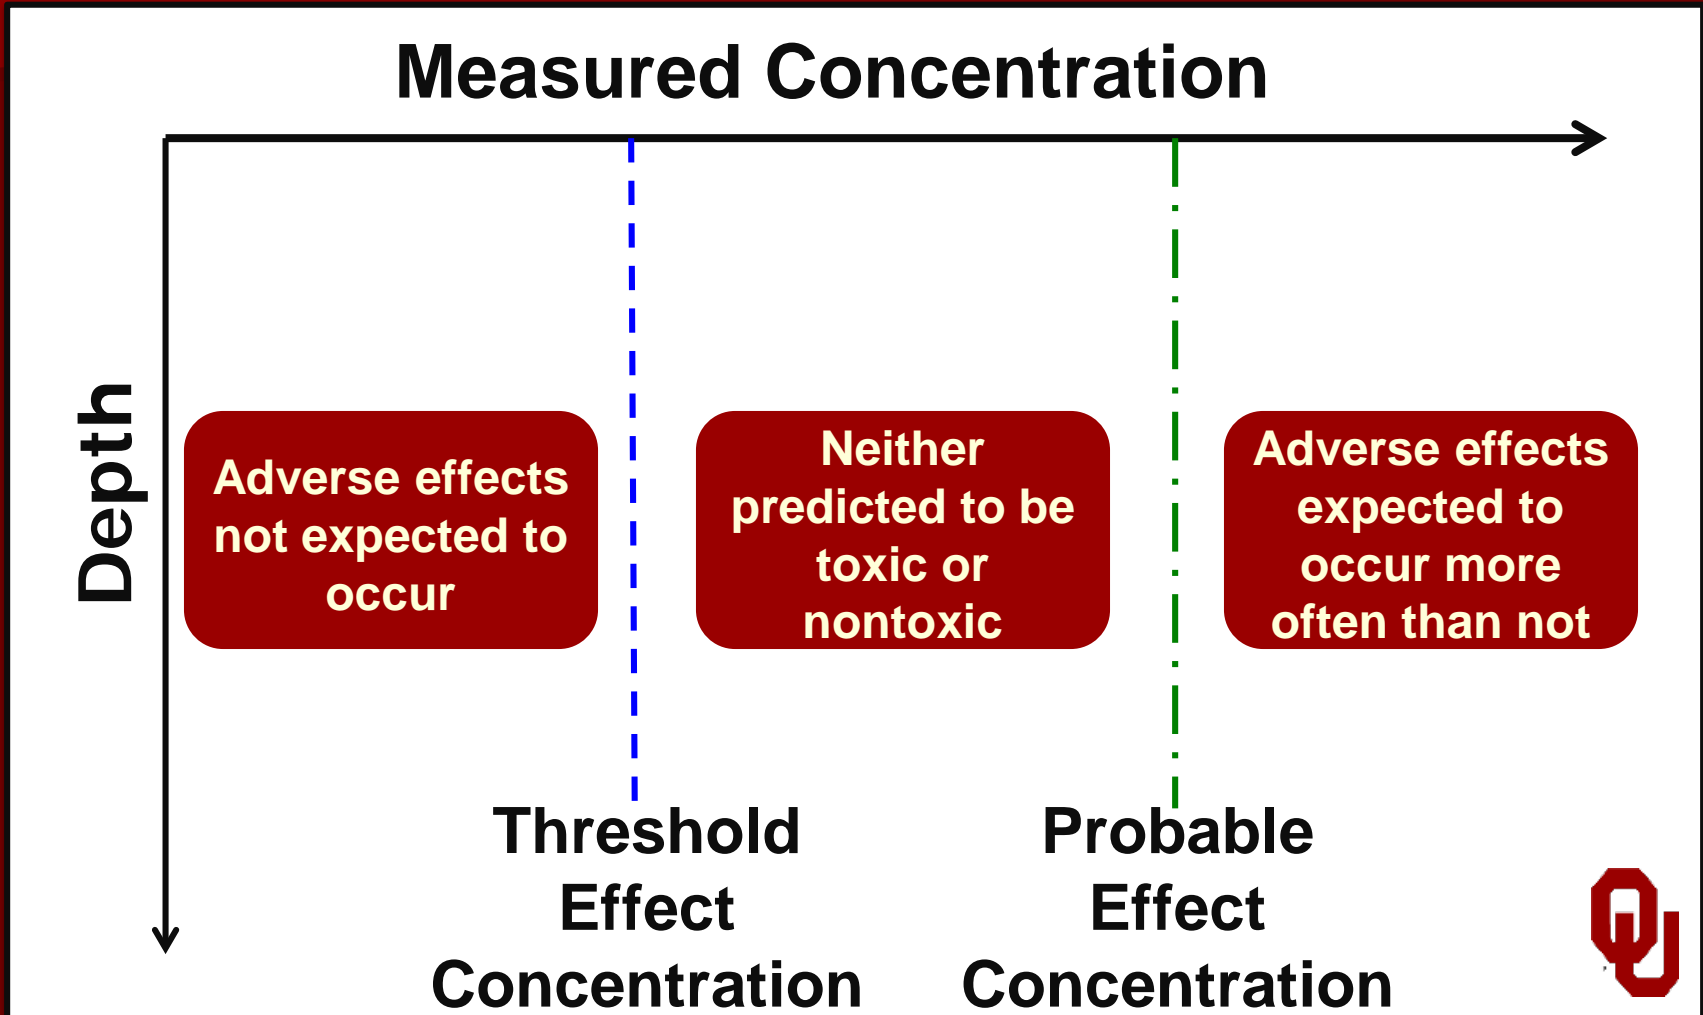 Measured Concentration
Depth
Adverse effects
not expected to
occur
Neither
predicted to be
toxic or
nontoxic
Adverse effects
expected to
occur more
often than not
Threshold
Effect
Concentration
Probable
Effect
Concentration
OU